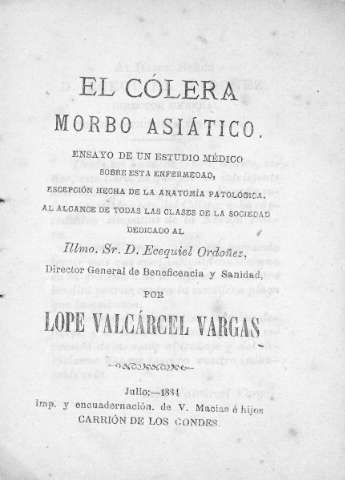 EL CÓLERA
MORBO ASIÁTICO.
ENSAYO DE UN ESTUDIO MÉDICO
SOBRE ESTA ENFERMEDAD,
ESCEPCIÓN HECHA DE LA ANATOMÍA PATOLÓGICA.
AL ALCANCE DE TODAS LAS CLASES DE LA SOCIEDAD
DEDICADO AL
Illmo. Sr. D. Ecequiel Ordoñez,
Director General de Beneficencia y Sanidad,
POR
LOPE VALCÁRCEL VARGAS
Julio:—1884
Imp. y encuadernación. de V. Macias é hijos
CARRIÓN DE LOS CONDES.